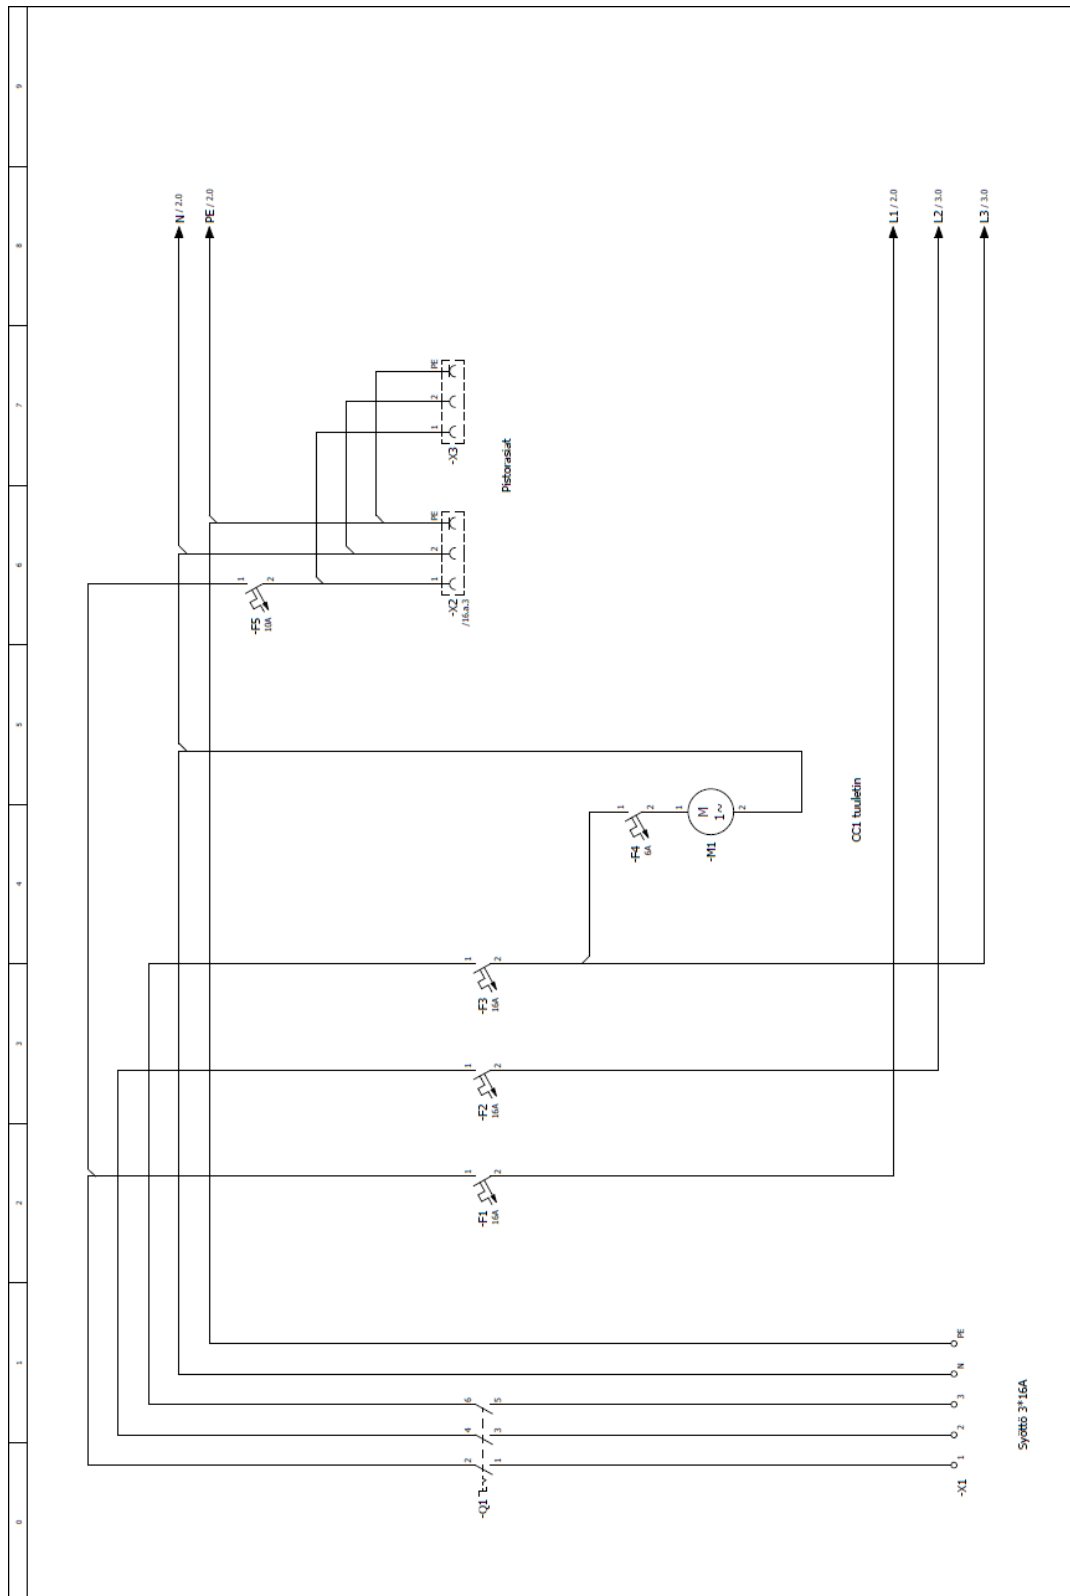 0
1
2
3
4
5
6
7
8
9
N / 2.0
PE / 2.0
L1 / 2.0
L2 / 3.0
L3 / 3.0
-F5
10A
1
2
-X2
/16.a.3
1
2
PE
-X3
1
2
PE
Pistorasiat
-F4
6A
1
2
-M1
M
1~
1
2
CC1 tuuletin
-F3
16A
1
2
-F2
16A
1
2
-F1
16A
1
2
-Q1
2
4
6
1
3
5
-X1
1
2
3
N
PE
Syöttö 3*16A